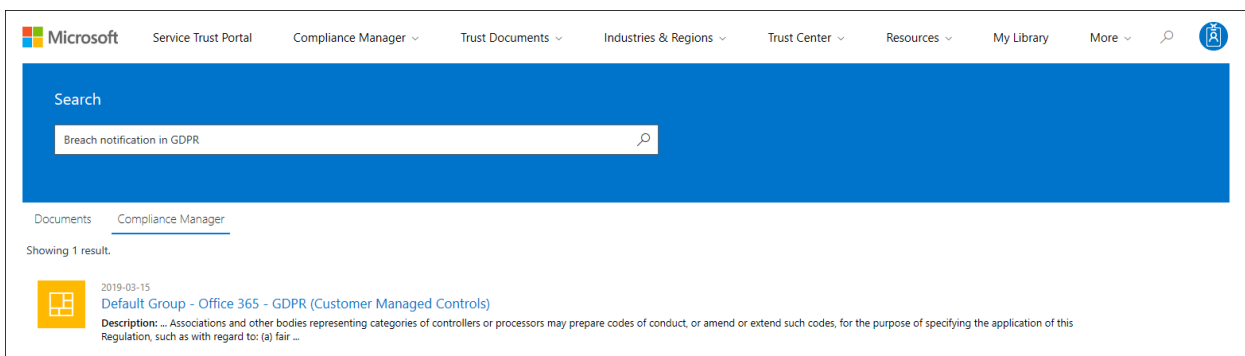 Microsoft Service Trust Portal Compliance Manager Trust Documents Industries & Regions Trust Center Resources My Library More
Search
Breach notification in GDPR
Documents Compliance Manager
Showing 1 result.
2019-03-15
Default Group - Office 365 - GDPR (Customer Managed Controls)
Description: ... Associations and other bodies representing categories of controllers or processors may prepare codes of conduct, or amend or extend such codes, for the purpose of specifying the application of this
Regulation, such as with regard to: (a) fair ...